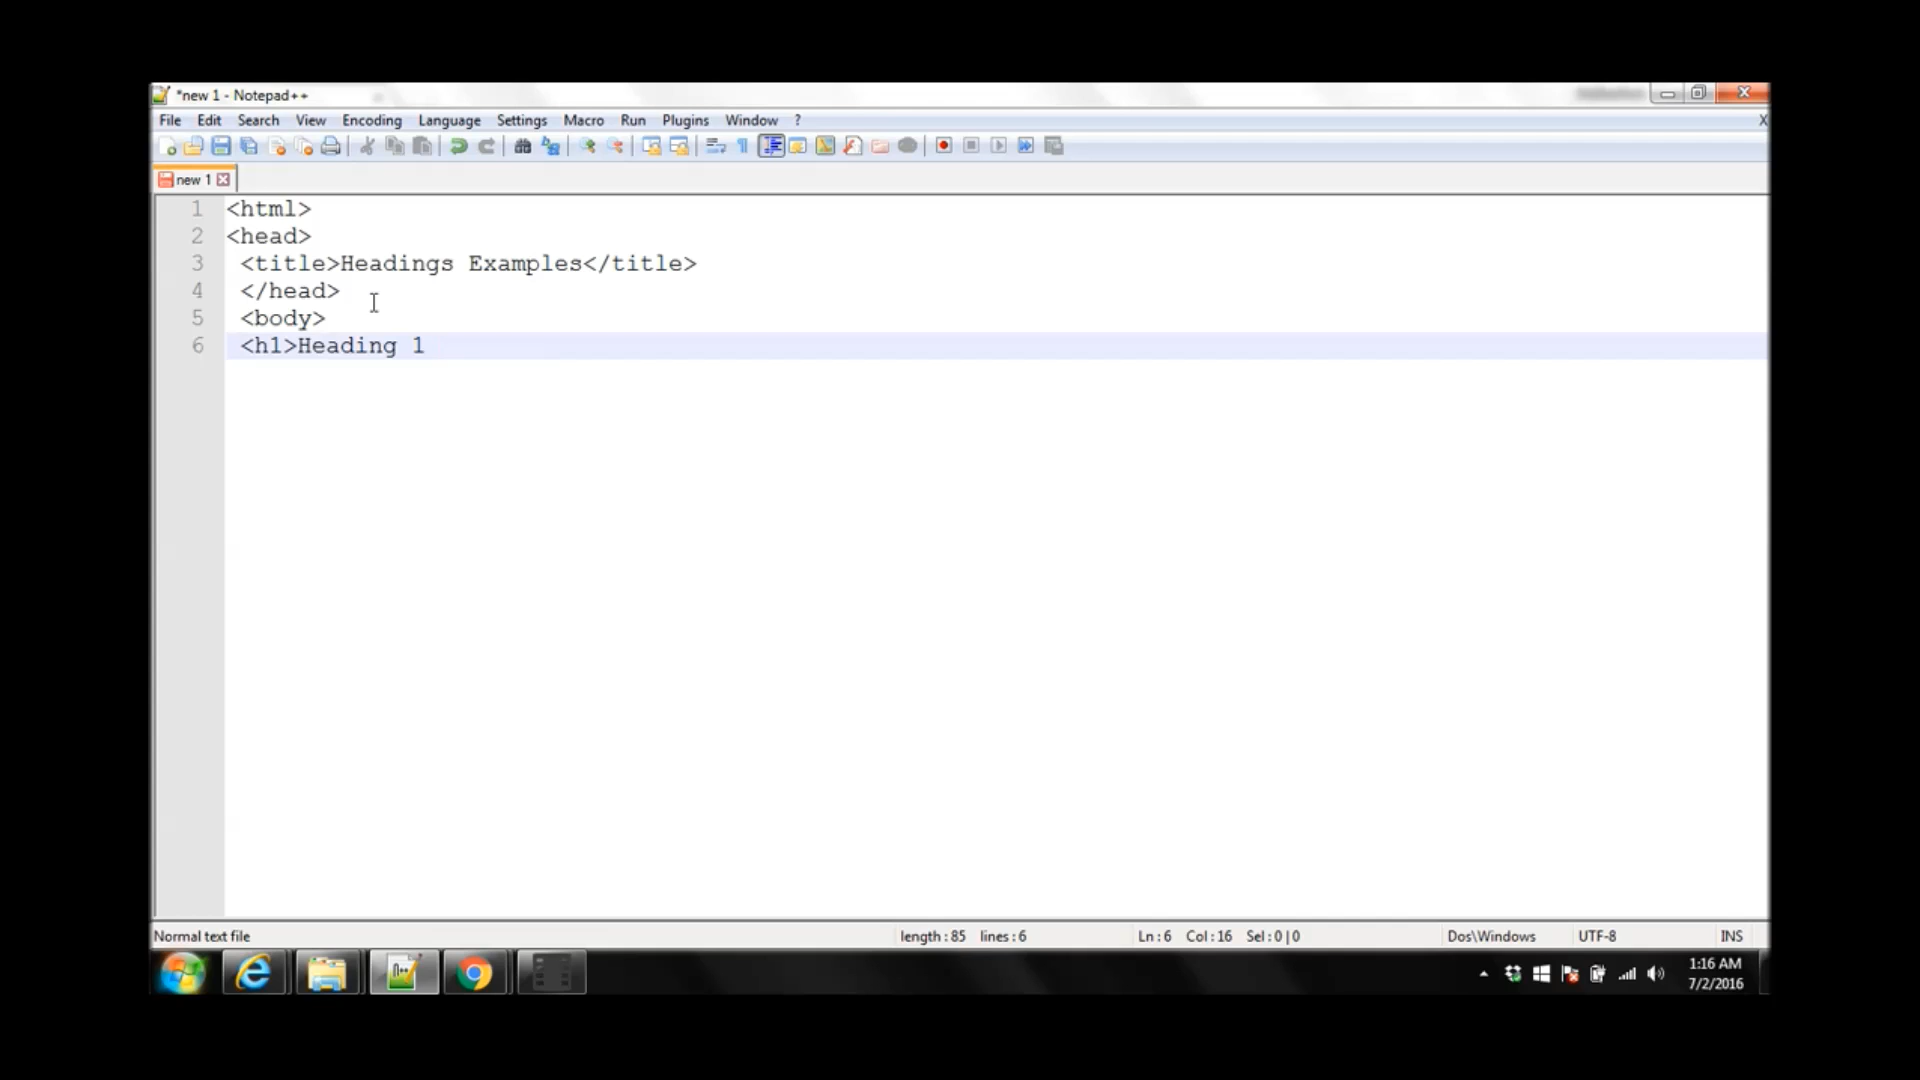 *new 1 - Notepad++
File Edit Search View Encoding Language Settings Macro Run Plugins Window ? X
new 1
1 <html>
2 <head>
3 <title>Headings Examples</title>
4 </head>
5 <body>
6 <h1>Heading 1
Normal text file length : 85 lines : 6 Ln : 6 Col : 16 Sel : 0 | 0 Dos\Windows UTF-8 INS
1:16 AM
7/2/2016